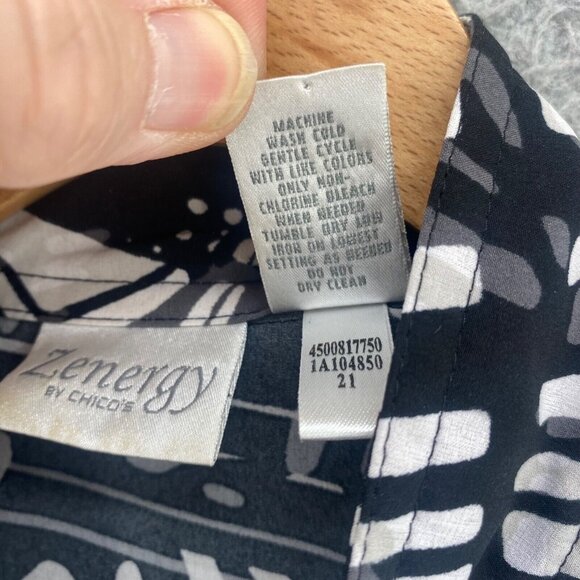 MACHINE
WASH COLD
GENTLE CYCLE
WITH LIKE COLORS
ONLY NON-
CHLORINE BLEACH
WHEN NEEDED
TUMBLE DRY LOW
IRON ON LOWEST
SETTING AS NEEDED
DO NOT
DRY CLEAN
Zenergy
BY CHICO'S
4500817750
1A104850
21